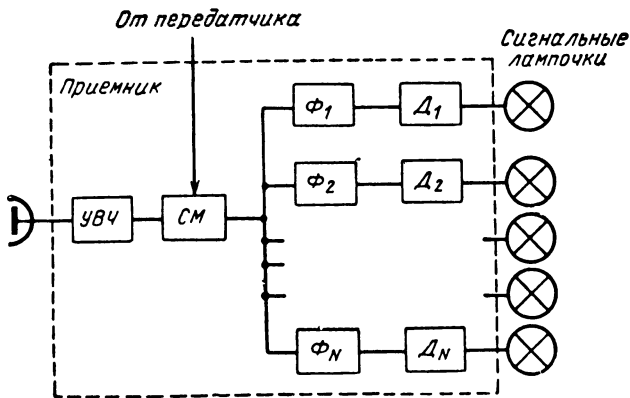 От передатчика
Сигнальные
лампочки
Приемник
Ф1
Д1
Ф2
Д2
УВЧ
СМ
ФN
ДN